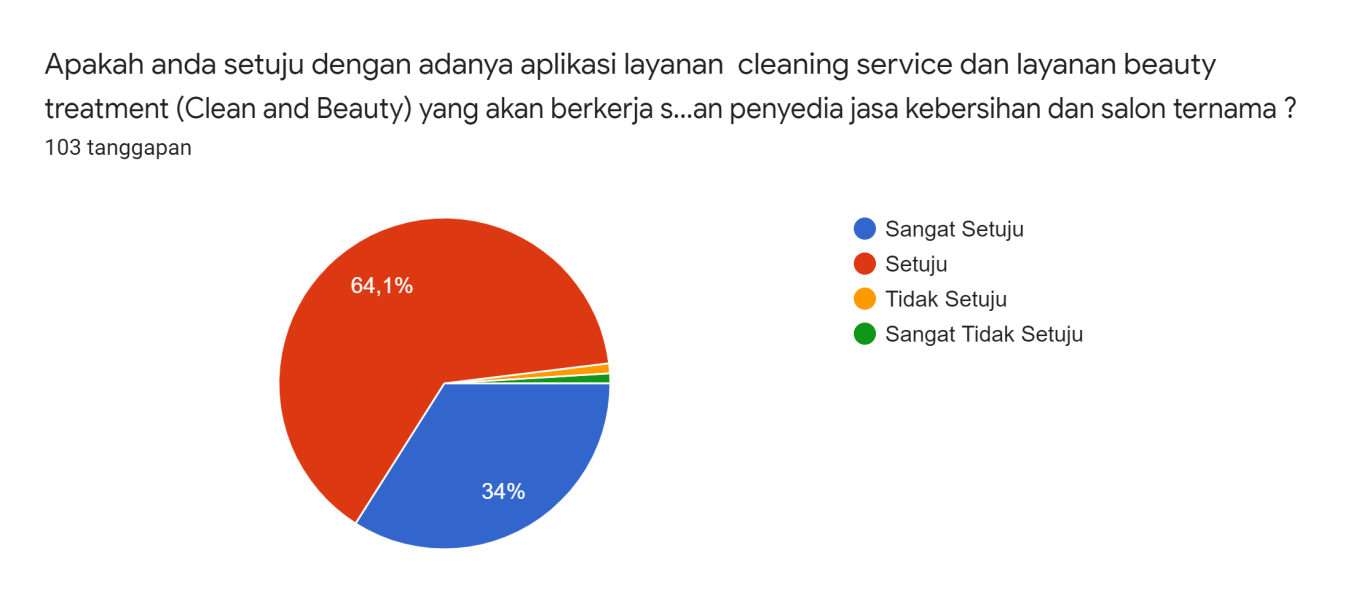 Apakah anda setuju dengan adanya aplikasi layanan  cleaning service dan layanan beauty
treatment (Clean and Beauty) yang akan berkerja s...an penyedia jasa kebersihan dan salon ternama ?
103 tanggapan
Sangat Setuju
Setuju
Tidak Setuju
Sangat Tidak Setuju
64,1%
34%